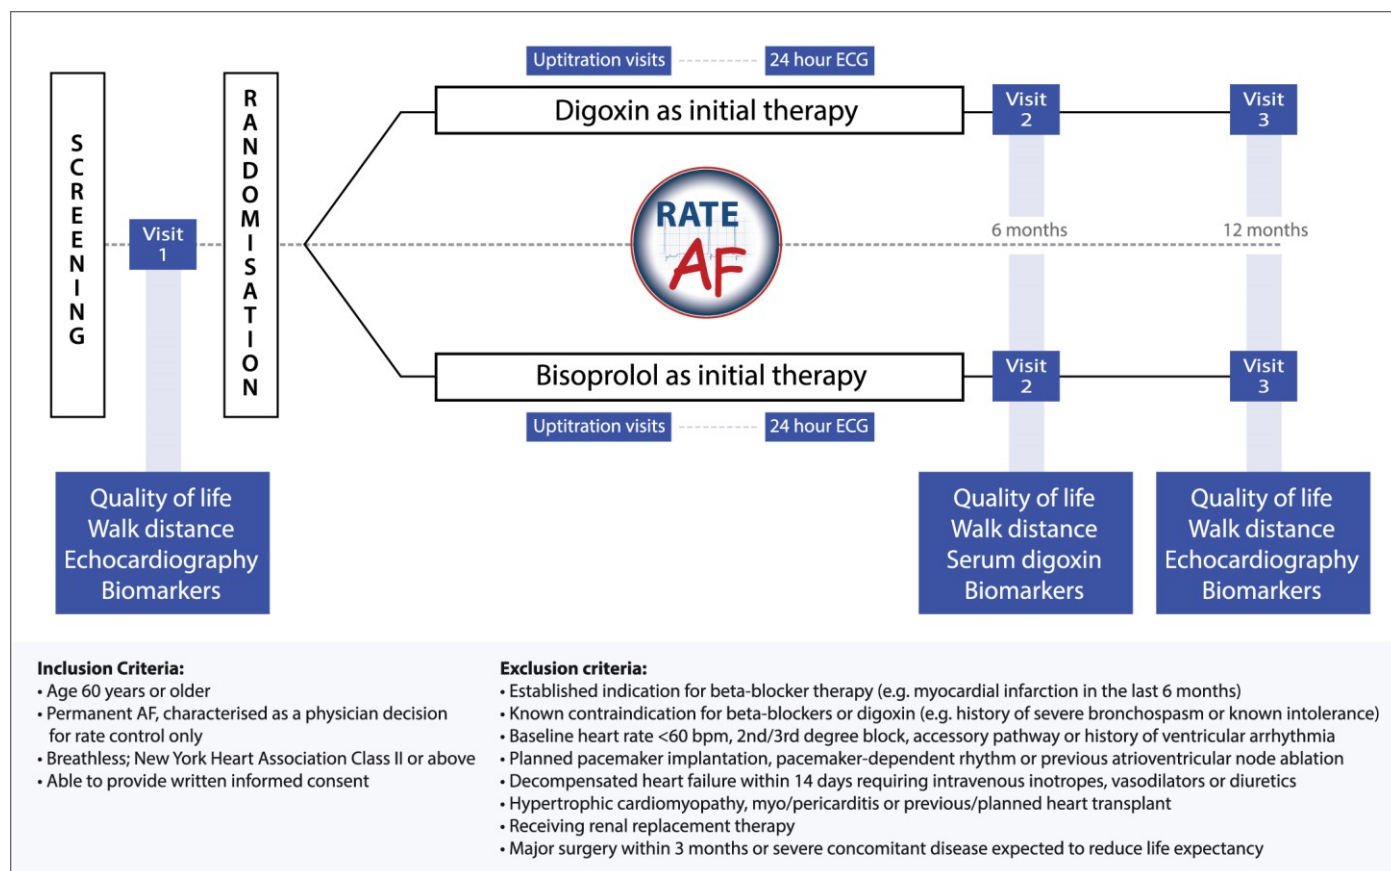 SCREENING
Visit
1
RANDOMISATION
Uptitration visits
24 hour ECG
Digoxin as initial therapy
Visit
2
Visit
3
RATE
AF
6 months
12 months
Bisoprolol as initial therapy
Visit
2
Visit
3
Uptitration visits
24 hour ECG
Quality of life
Walk distance
Echocardiography
Biomarkers
Quality of life
Walk distance
Serum digoxin
Biomarkers
Quality of life
Walk distance
Echocardiography
Biomarkers
Inclusion Criteria:
• Age 60 years or older
• Permanent AF, characterised as a physician decision
for rate control only
• Breathless; New York Heart Association Class II or above
• Able to provide written informed consent
Exclusion criteria:
• Established indication for beta-blocker therapy (e.g. myocardial infarction in the last 6 months)
• Known contraindication for beta-blockers or digoxin (e.g. history of severe bronchospasm or known intolerance)
• Baseline heart rate <60 bpm, 2nd/3rd degree block, accessory pathway or history of ventricular arrhythmia
• Planned pacemaker implantation, pacemaker-dependent rhythm or previous atrioventricular node ablation
• Decompensated heart failure within 14 days requiring intravenous inotropes, vasodilators or diuretics
• Hypertrophic cardiomyopathy, myo/pericarditis or previous/planned heart transplant
• Receiving renal replacement therapy
• Major surgery within 3 months or severe concomitant disease expected to reduce life expectancy